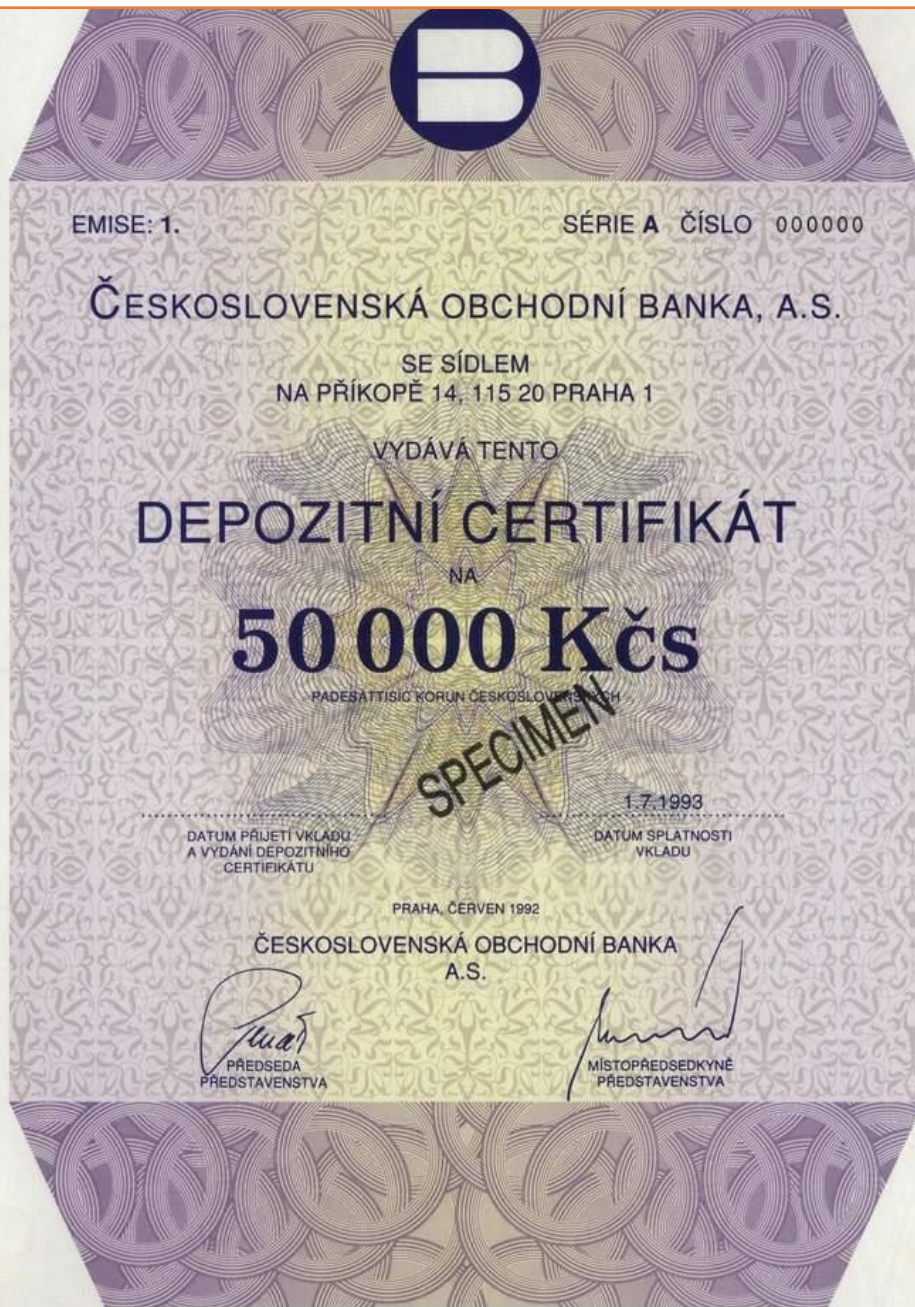 EMISE: 1.
SÉRIE A ČÍSLO 000000
ČESKOSLOVENSKÁ OBCHODNÍ BANKA, A.S.
SE SÍDLEM
NA PŘÍKOPĚ 14, 115 20 PRAHA 1
VYDÁVÁ TENTO
DEPOZITNÍ CERTIFIKÁT
NA
50 000 Kčs
PADESÁTTISÍC KORUN ČESKOSLOVENSKÝCH
SPECIMEN
1.7.1993
DATUM PŘIJETÍ VKLADU
A VYDÁNÍ DEPOZITNÍHO
CERTIFIKÁTU
DATUM SPLATNOSTI
VKLADU
PRAHA, ČERVEN 1992
ČESKOSLOVENSKÁ OBCHODNÍ BANKA
A.S.
PŘEDSEDA
PŘEDSTAVENSTVA
MÍSTOPŘEDSEDKYNĚ
PŘEDSTAVENSTVA